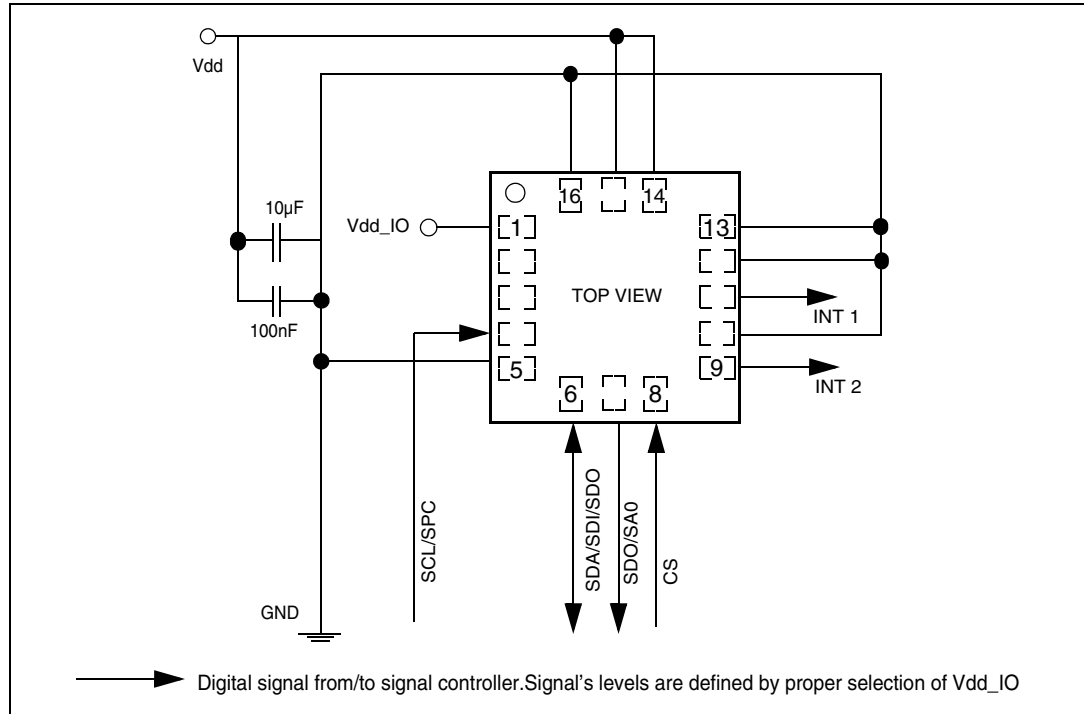 Vdd
16
14
10µF
Vdd_IO
1
13
TOP VIEW
INT 1
100nF
5
9
INT 2
6
8
SCL/SPC
SDA/SDI/SDO
SDO/SA0
CS
GND
Digital signal from/to signal controller.Signal's levels are defined by proper selection of Vdd_IO